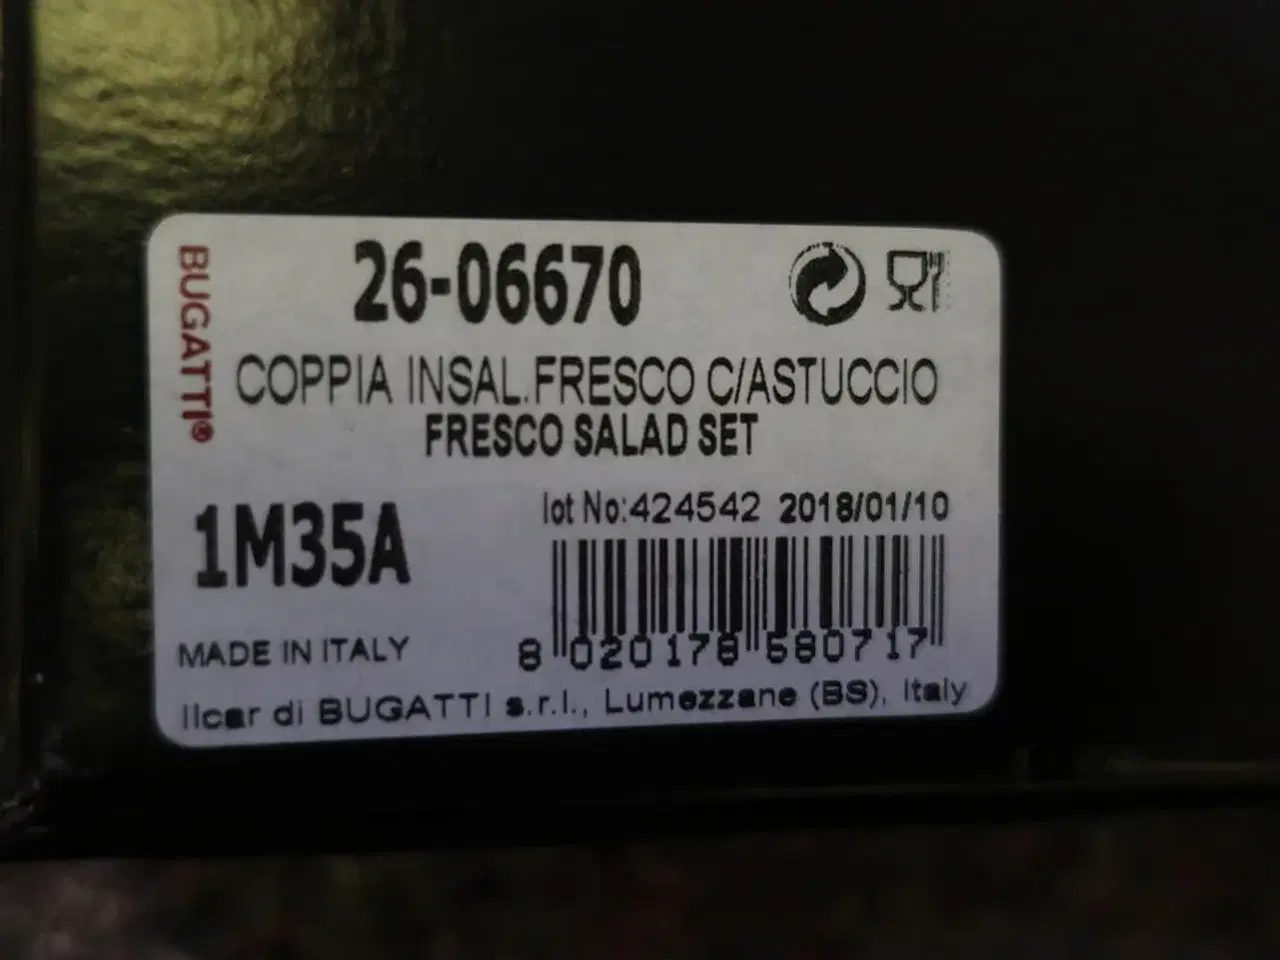 BUGATTI®
26-06670
COPPIA INSAL.FRESCO C/ASTUCCIO
FRESCO SALAD SET
1M35A
lot No:424542 2018/01/10
8 020178 680717
MADE IN ITALY
Ilcar di BUGATTI s.r.l., Lumezzane (BS), Italy